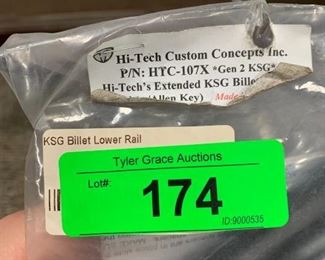 Hi-Tech Custom Concepts Inc.
P/N: HTC-107X *Gen 2 KSG*
Hi-Tech's Extended KSG Billet
(Allen Key) Made
KSG Billet Lower Rail
Tyler Grace Auctions
Lot#: 174
ID:9000535